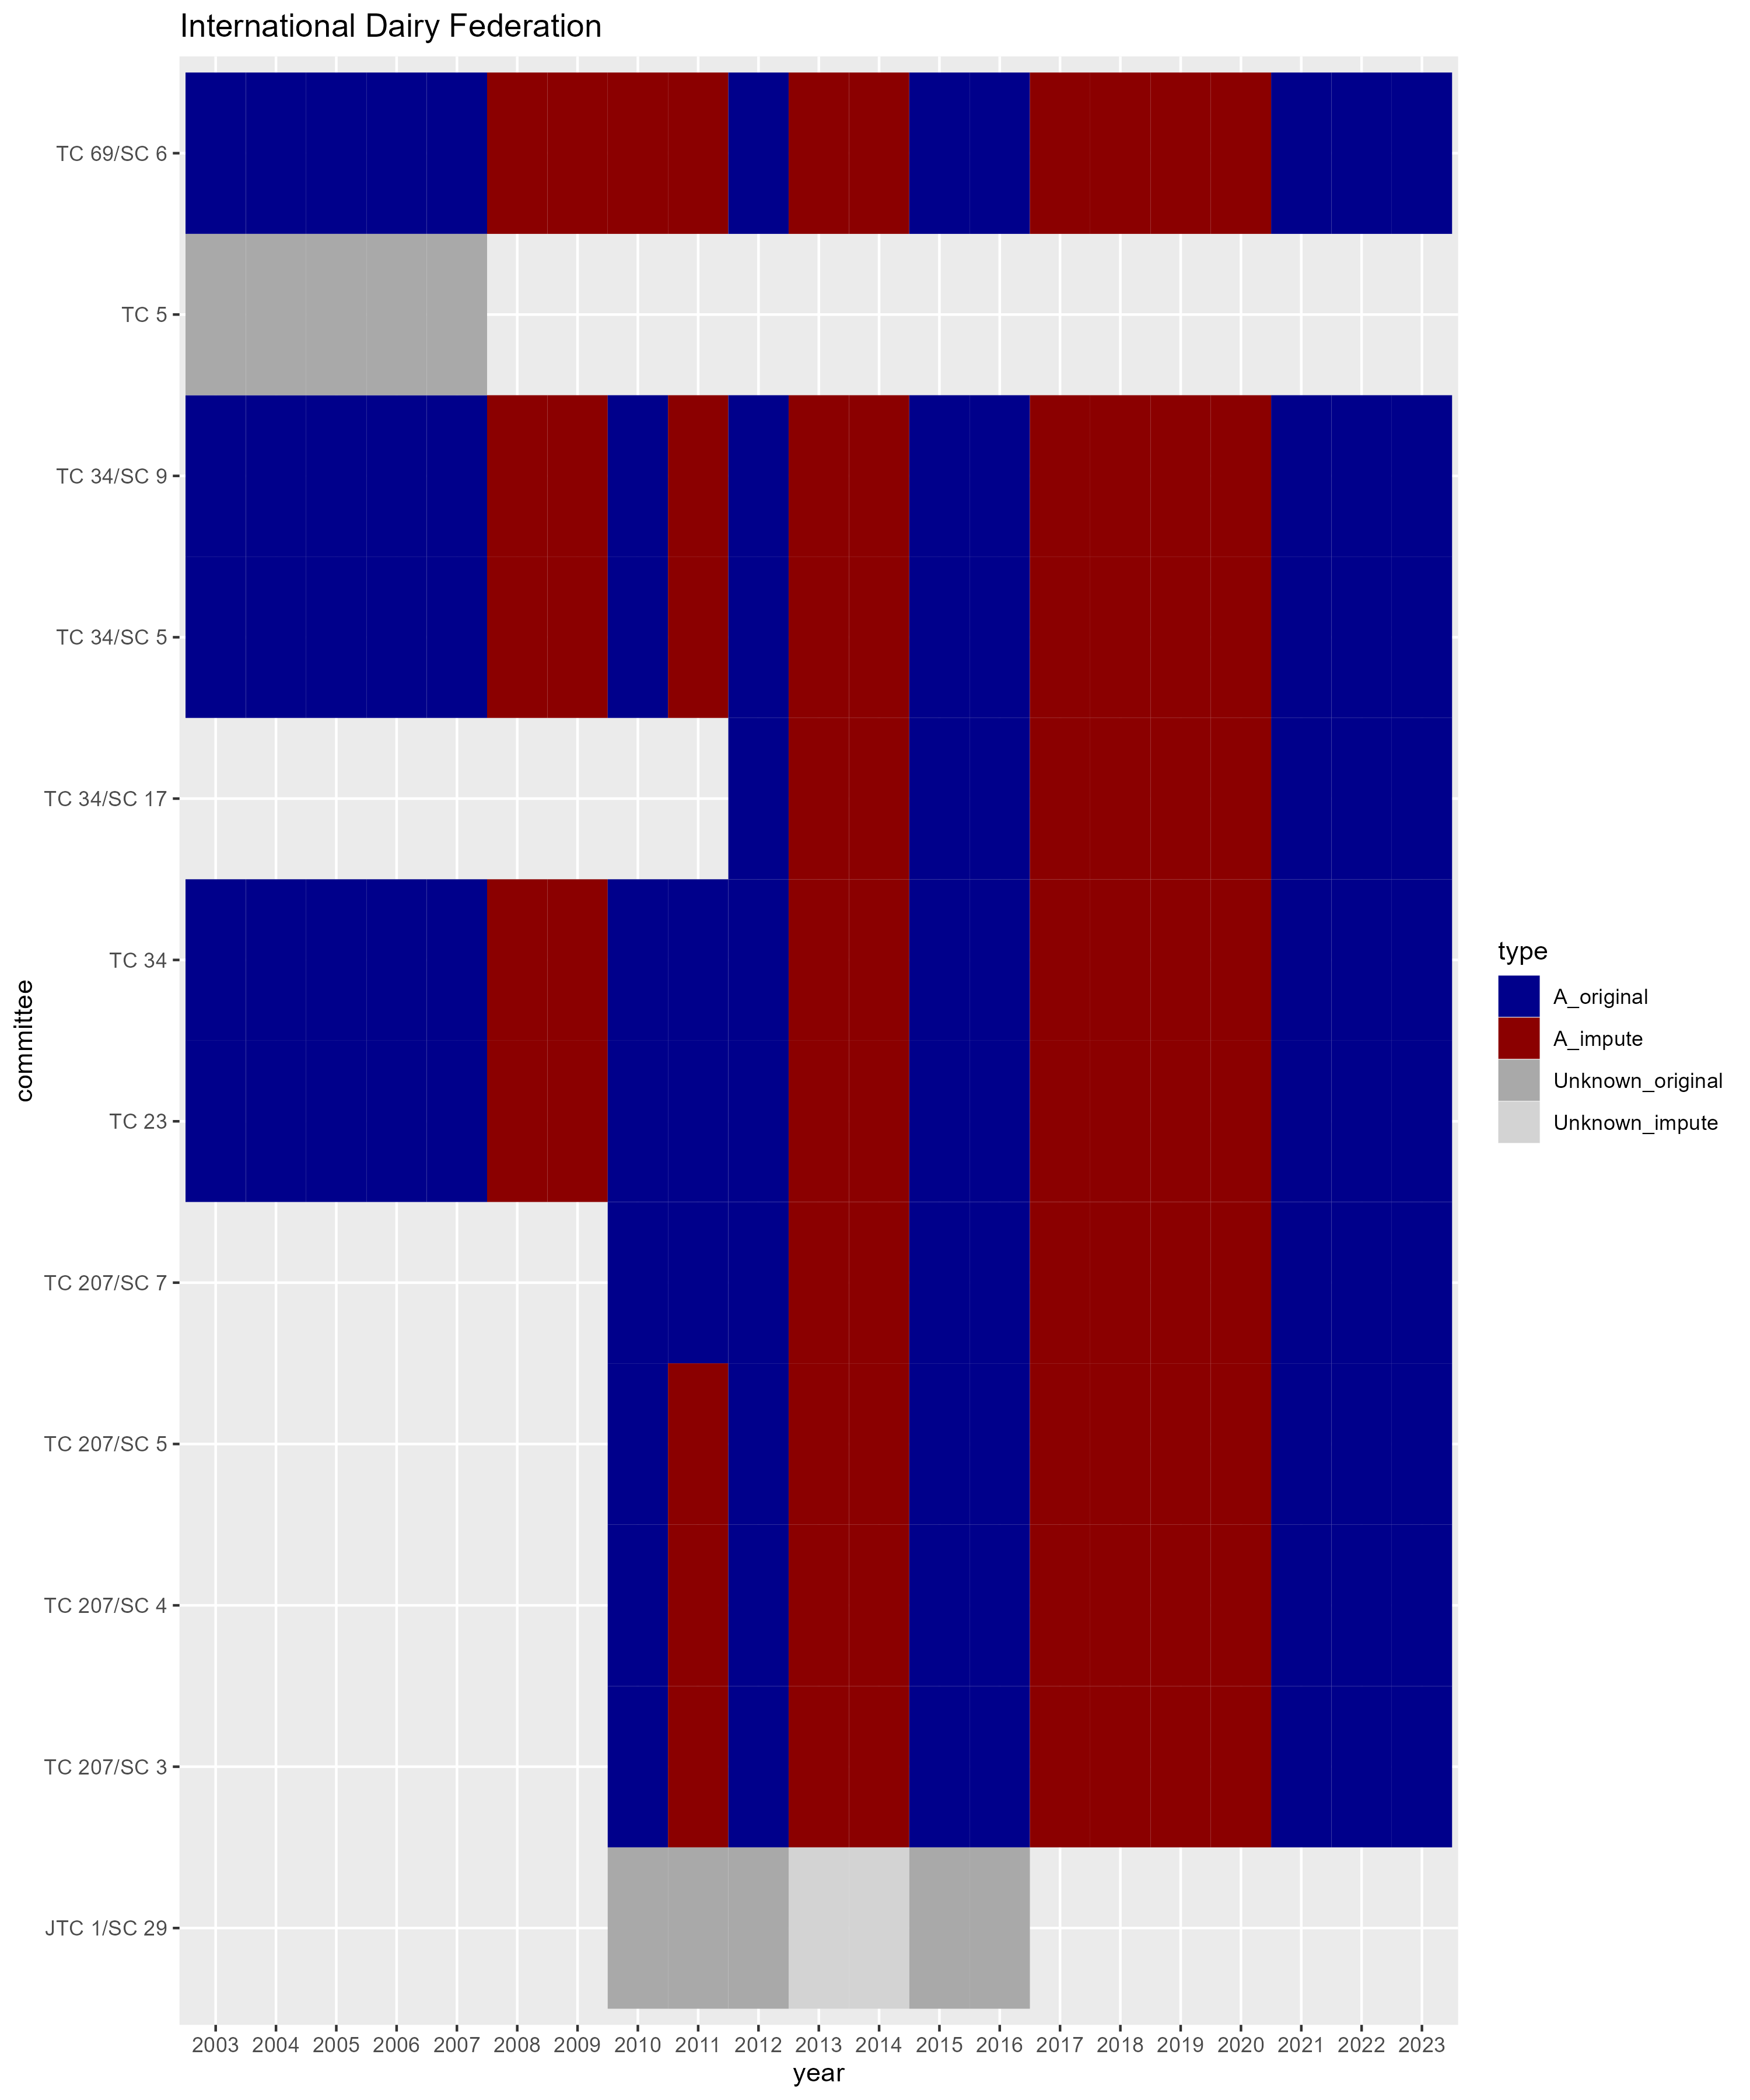 International Dairy Federation
committee
TC 69/SC 6
TC 5
TC 34/SC 9
TC 34/SC 5
TC 34/SC 17
TC 34
TC 23
TC 207/SC 7
TC 207/SC 5
TC 207/SC 4
TC 207/SC 3
JTC 1/SC 29
2003 2004 2005 2006 2007 2008 2009 2010 2011 2012 2013 2014 2015 2016 2017 2018 2019 2020 2021 2022 2023
year
type
A_original
A_impute
Unknown_original
Unknown_impute